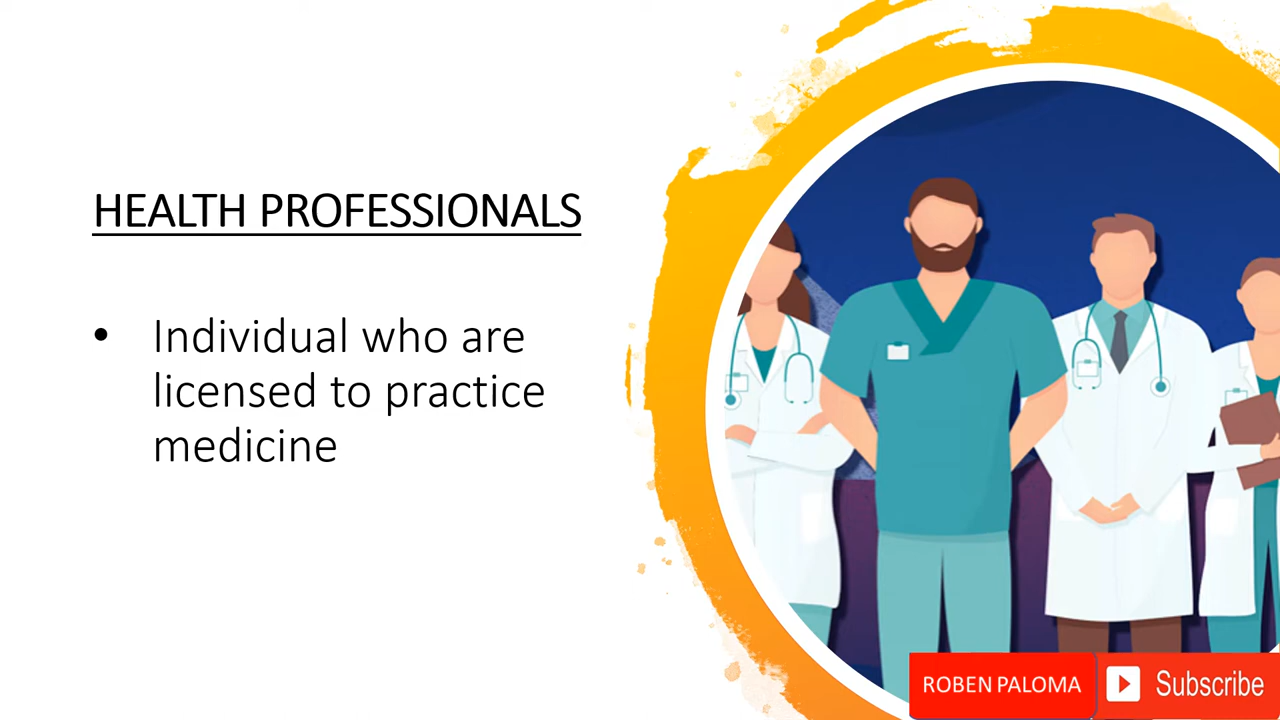 HEALTH PROFESSIONALS
• Individual who are
licensed to practice
medicine
ROBEN PALOMA
Subscribe